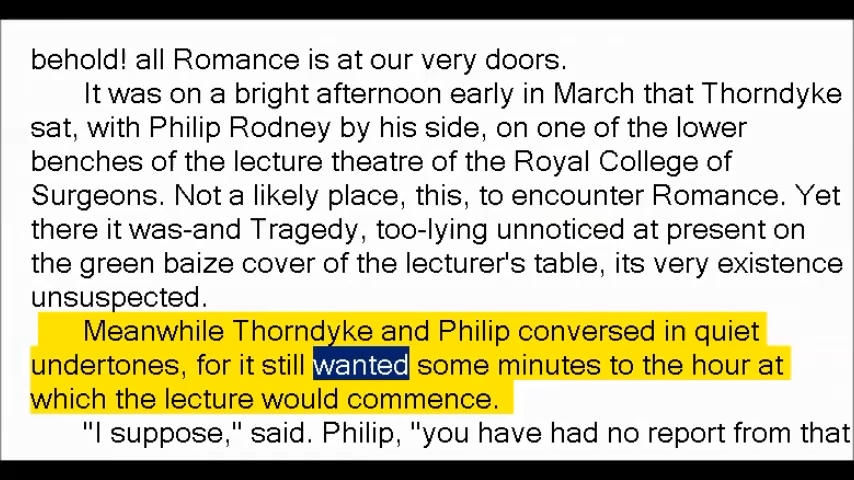 behold! all Romance is at our very doors.
It was on a bright afternoon early in March that Thorndyke
sat, with Philip Rodney by his side, on one of the lower
benches of the lecture theatre of the Royal College of
Surgeons. Not a likely place, this, to encounter Romance. Yet
there it was-and Tragedy, too-lying unnoticed at present on
the green baize cover of the lecturer's table, its very existence
unsuspected.
Meanwhile Thorndyke and Philip conversed in quiet
undertones, for it still wanted some minutes to the hour at
which the lecture would commence.
"I suppose," said. Philip, "you have had no report from that